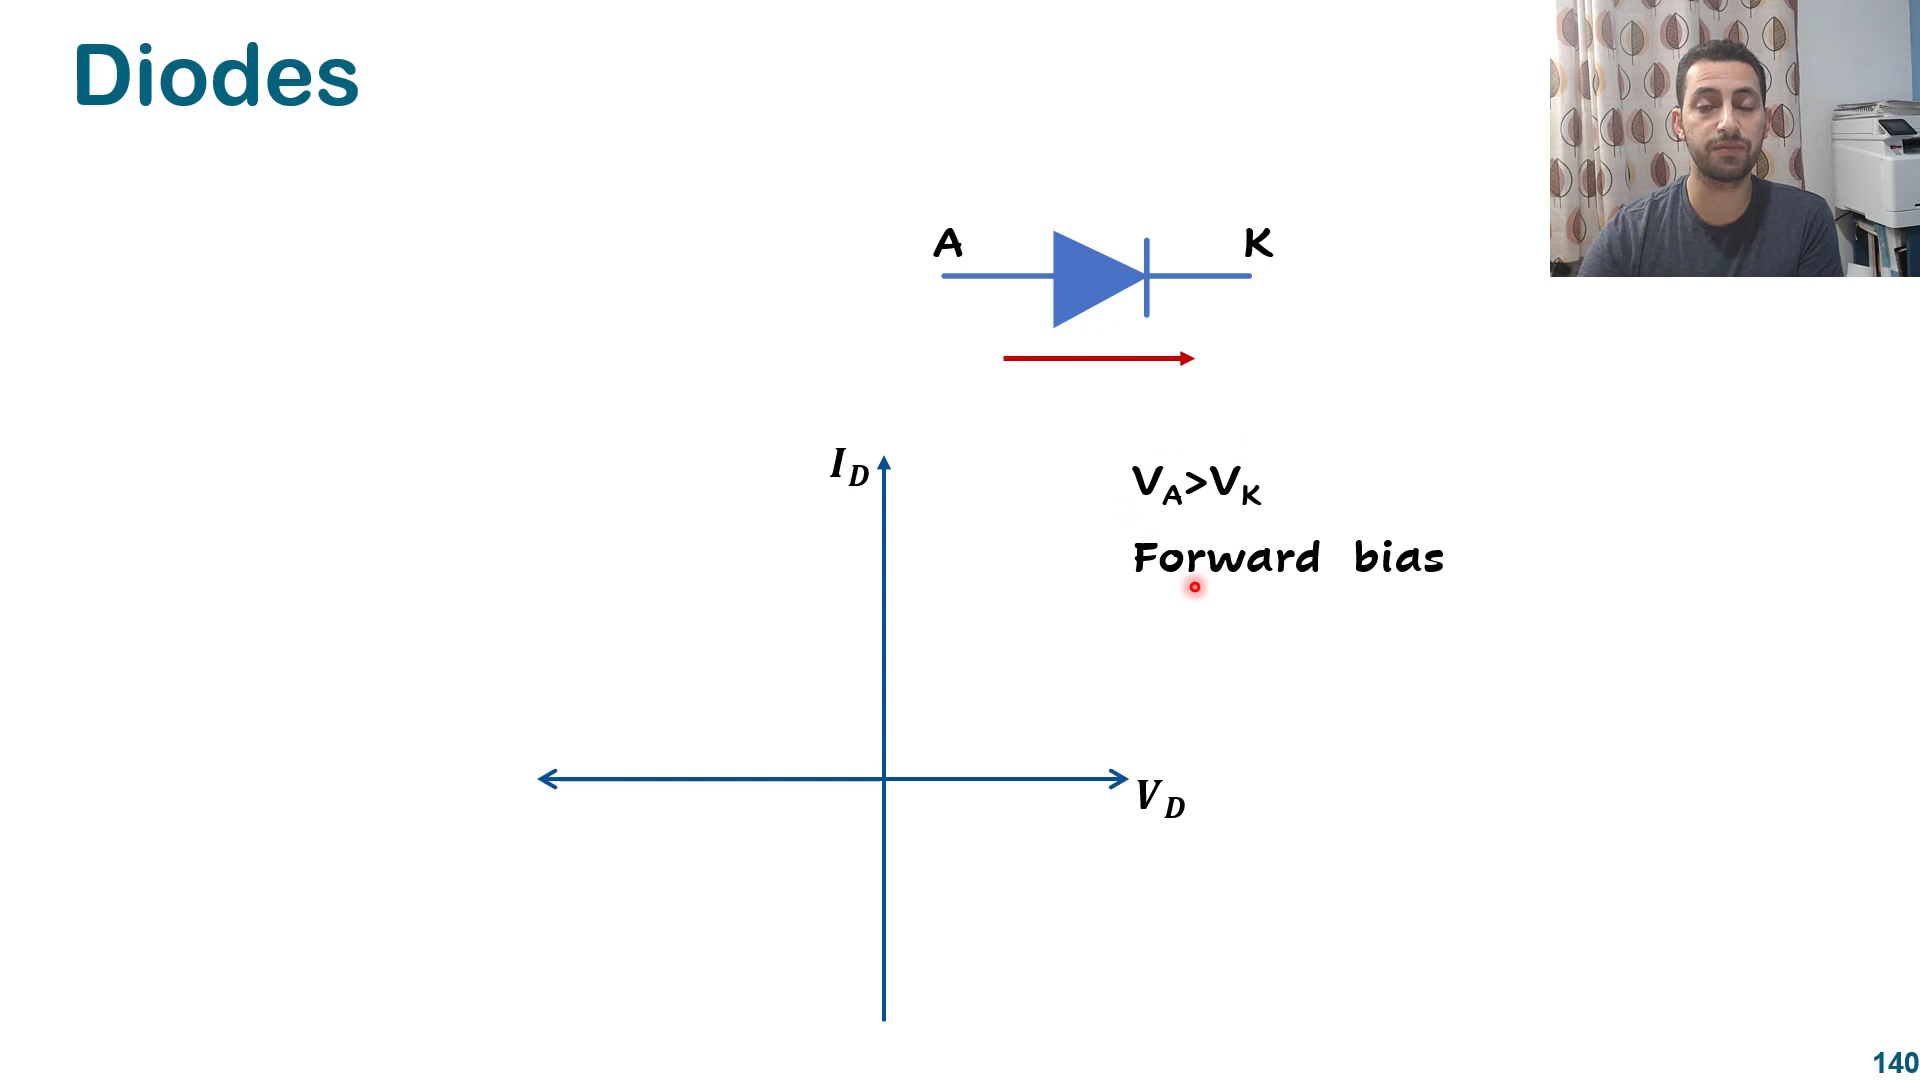 Diodes
A
K
I_D
V_A>V_K
Forward bias
V_D
140